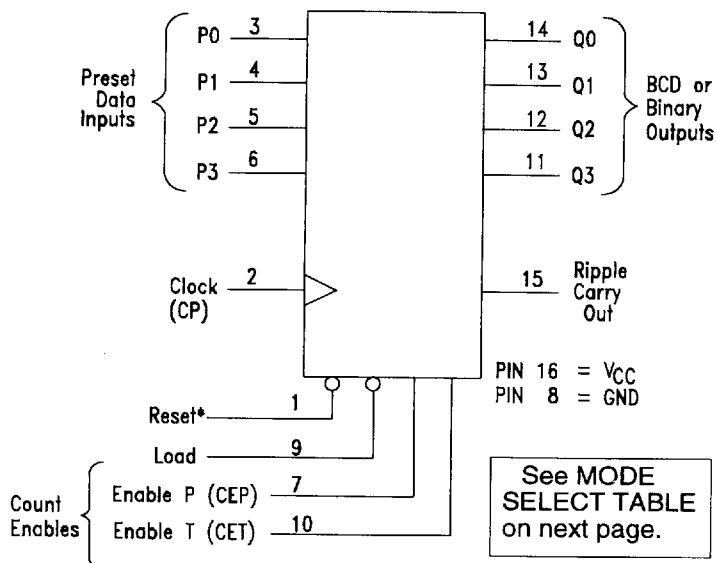 Preset
Data
Inputs
P0 3
P1 4
P2 5
P3 6
14 Q0
13 Q1
12 Q2
11 Q3
BCD or
Binary
Outputs
Clock
(CP)
2
15
Ripple
Carry
Out
PIN 16 = VCC
PIN 8 = GND
Reset* 1
Load 9
Count
Enables
Enable P (CEP) 7
Enable T (CET) 10
See MODE
SELECT TABLE
on next page.